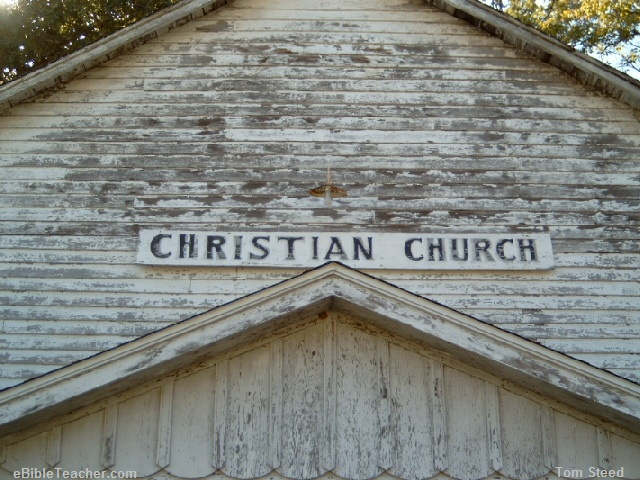 CHRISTIAN CHURCH
eBibleTeacher.com
Tom Steed